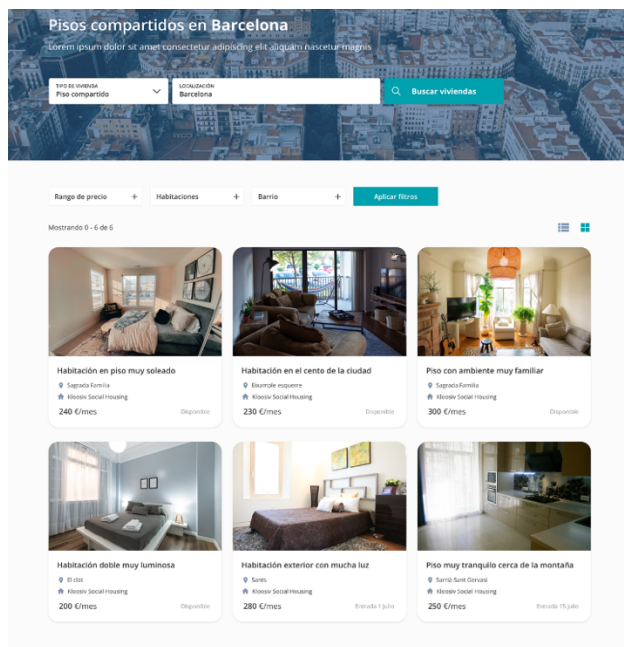 Pisos compartidos en Barcelona
Lorem ipsum dolor sit amet consectetur adipiscing elit aliquam nascetur magnis
TIPO DE VIVIENDA
Piso compartido
LOCALIZACIÓN
Barcelona
Buscar viviendas
Rango de precio +
Habitaciones +
Barrio +
Aplicar filtros
Mostrando 0 - 6 de 6
Habitación en piso muy soleado
Sagrada Familia
Kloosiv Social Housing
240 €/mes
Disponible
Habitación en el cento de la ciudad
Eixample esquerre
Kloosiv Social Housing
230 €/mes
Disponible
Piso con ambiente muy familiar
Sagrada Familia
Kloosiv Social Housing
300 €/mes
Disponible
Habitación doble muy luminosa
El clot
Kloosiv Social Housing
200 €/mes
Disponible
Habitación exterior con mucha luz
Sants
Kloosiv Social Housing
280 €/mes
Entrada 1 Julio
Piso muy tranquilo cerca de la montaña
Sarrià-Sant Gervasi
Kloosiv Social Housing
250 €/mes
Entrada 15 Julio